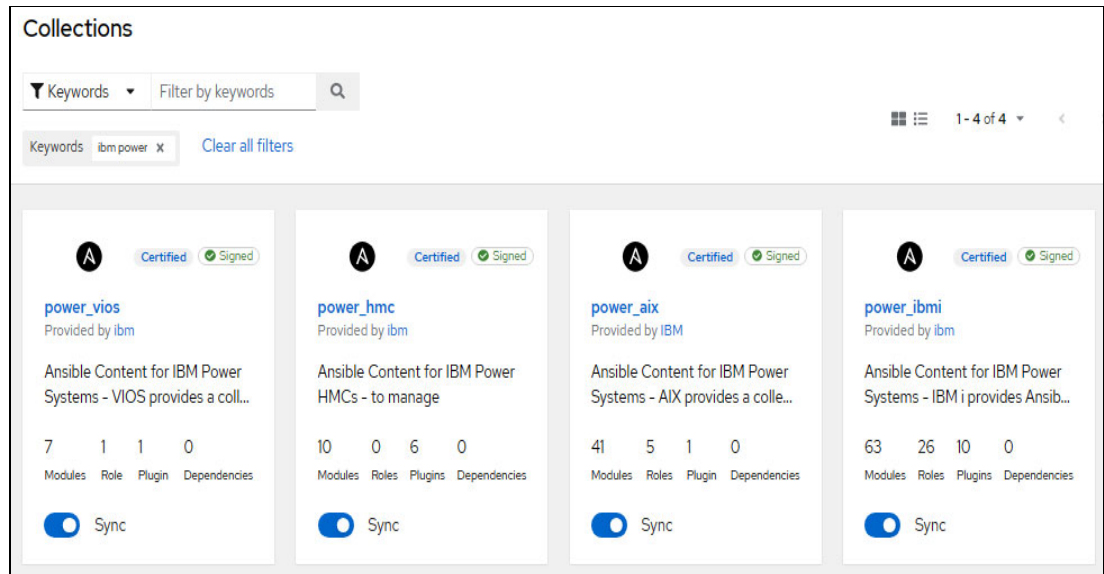 Collections
Keywords Filter by keywords
1 - 4 of 4
Keywords ibm power x Clear all filters
Certified Signed
power_vios
Provided by ibm
Ansible Content for IBM Power
Systems - VIOS provides a coll...
7 1 1 0
Modules Role Plugin Dependencies
Sync
Certified Signed
power_hmc
Provided by ibm
Ansible Content for IBM Power
HMCs - to manage
10 0 6 0
Modules Roles Plugins Dependencies
Sync
Certified Signed
power_aix
Provided by IBM
Ansible Content for IBM Power
Systems - AIX provides a colle...
41 5 1 0
Modules Roles Plugin Dependencies
Sync
Certified Signed
power_ibmi
Provided by ibm
Ansible Content for IBM Power
Systems - IBM i provides Ansib...
63 26 10 0
Modules Roles Plugins Dependencies
Sync